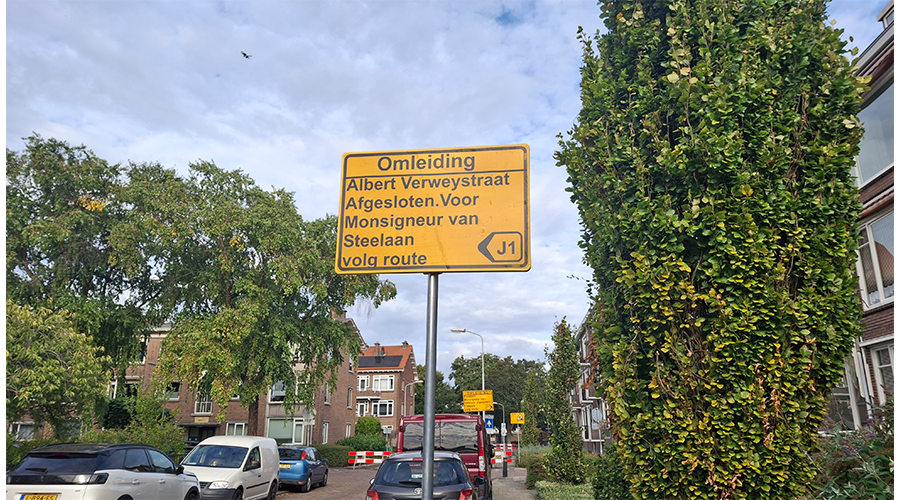 Omleiding
Albert Verweystraat
Afgesloten.Voor
Monsigneur van
Steelaan
volg route
J1